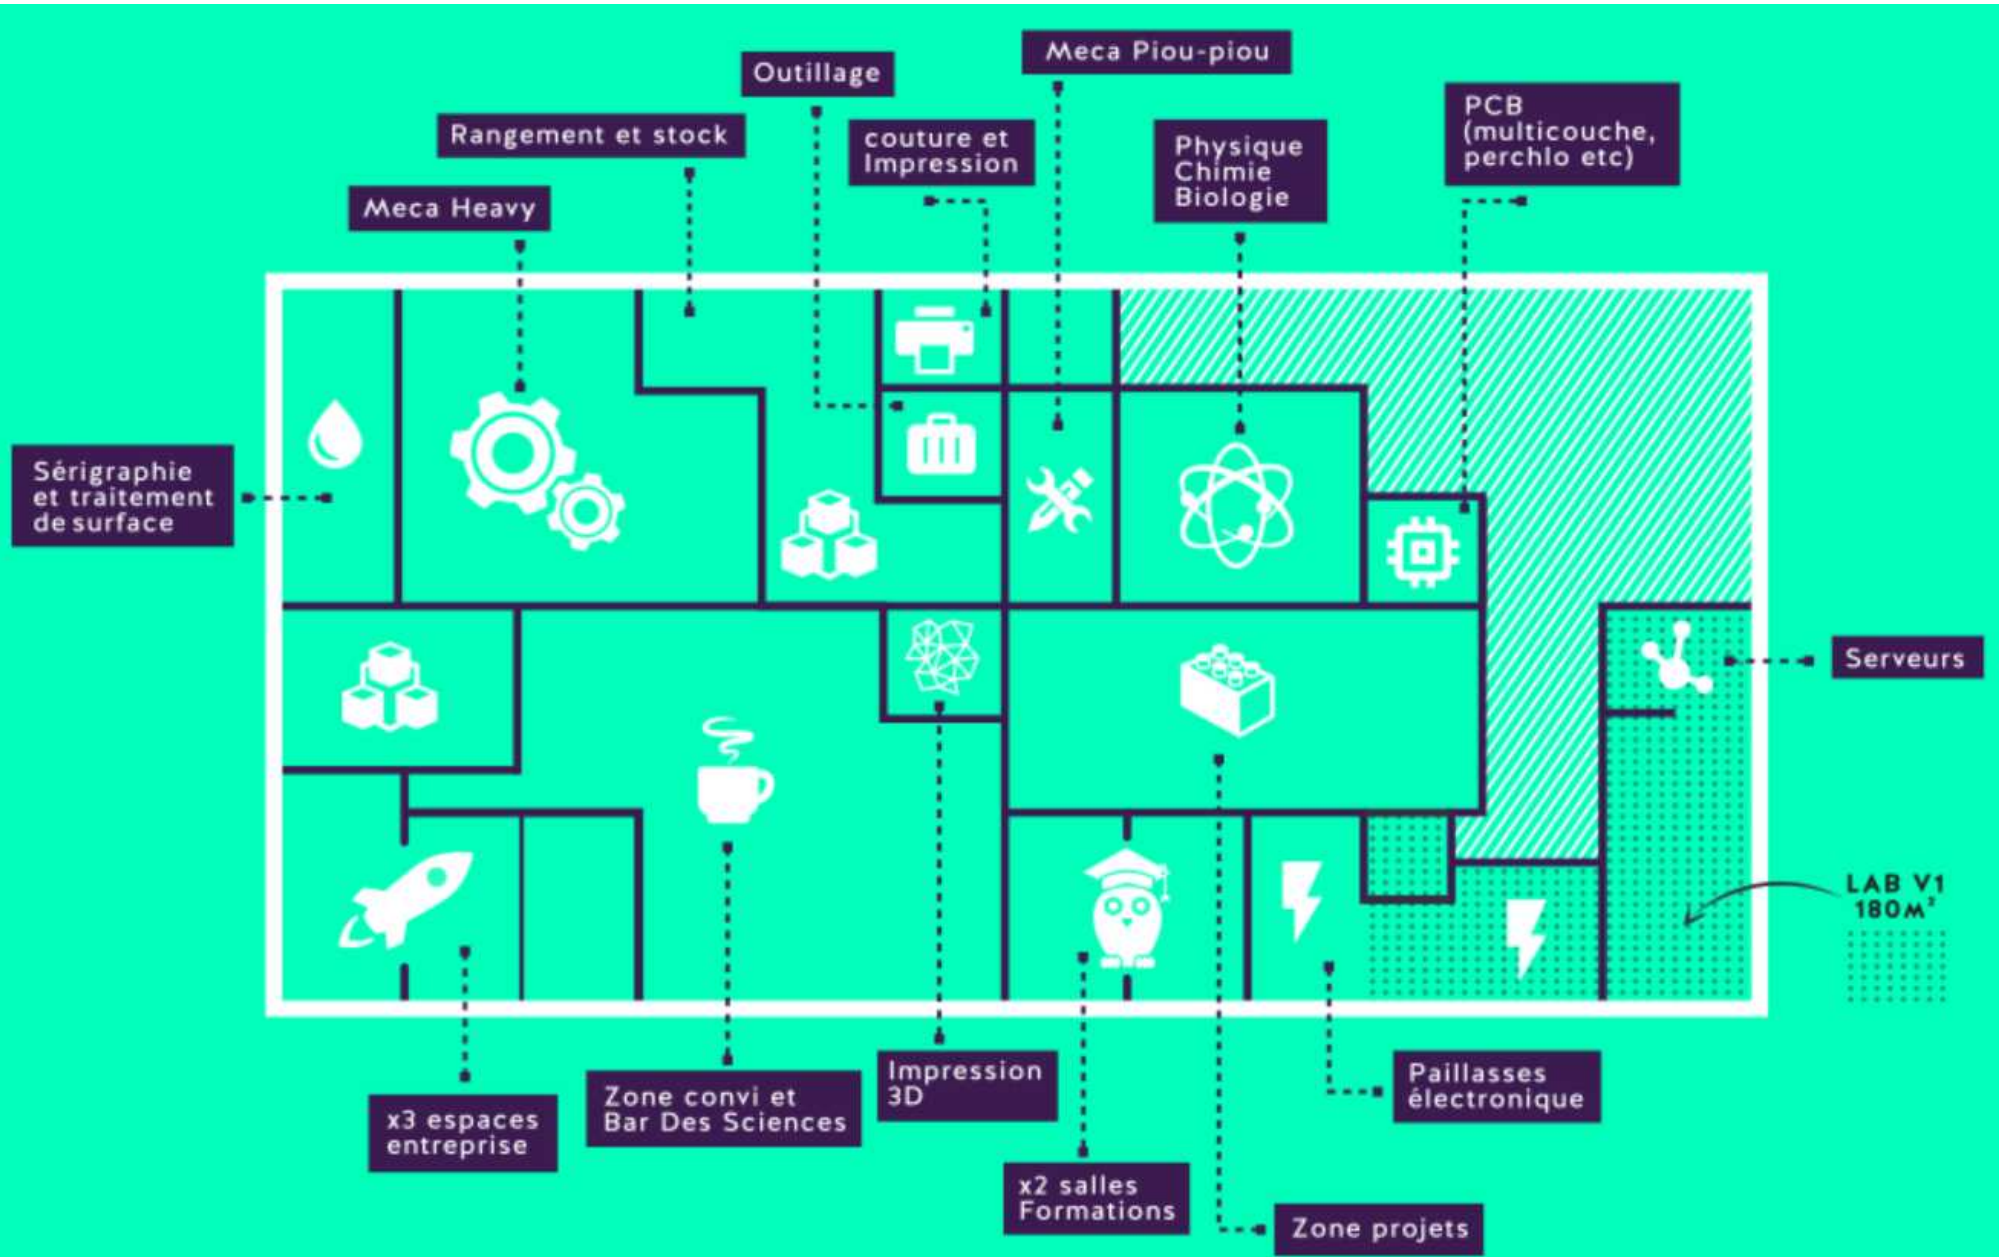 Meca Piou-piou
Outillage
PCB
(multicouche,
perchlo etc)
Rangement et stock
couture et
Impression
Physique
Chimie
Biologie
Meca Heavy
Sérigraphie
et traitement
de surface
Serveurs
LAB V1
180M²
Impression
3D
Paillasses
électronique
Zone convi et
Bar Des Sciences
x3 espaces
entreprise
x2 salles
Formations
Zone projets